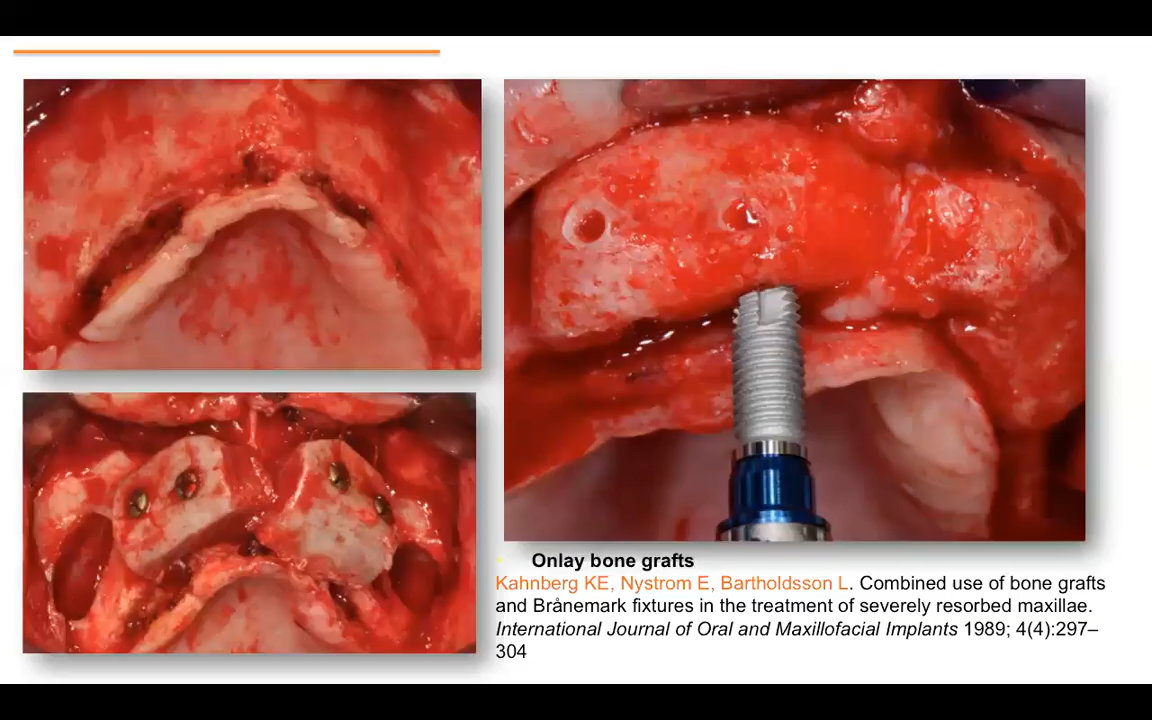 Onlay bone grafts
Kahnberg KE, Nystrom E, Bartholdsson L. Combined use of bone grafts
and Brånemark fixtures in the treatment of severely resorbed maxillae.
International Journal of Oral and Maxillofacial Implants 1989; 4(4):297–
304